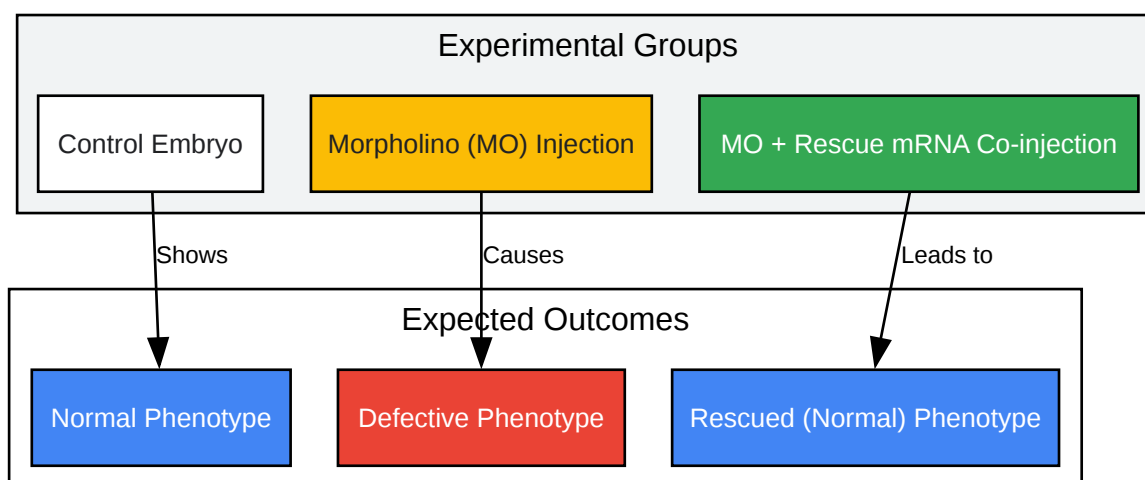 Experimental Groups
Control Embryo
Morpholino (MO) Injection
MO + Rescue mRNA Co-injection
Shows
Causes
Leads to
Expected Outcomes
Normal Phenotype
Defective Phenotype
Rescued (Normal) Phenotype